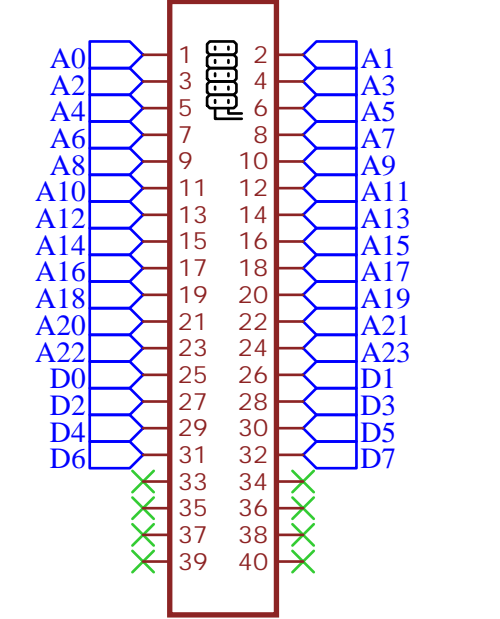 A0 1 2 A1
A2 3 4 A3
A4 5 6 A5
A6 7 8 A7
A8 9 10 A9
A10 11 12 A11
A12 13 14 A13
A14 15 16 A15
A16 17 18 A17
A18 19 20 A19
A20 21 22 A21
A22 23 24 A23
D0 25 26 D1
D2 27 28 D3
D4 29 30 D5
D6 31 32 D7
33 34
35 36
37 38
39 40